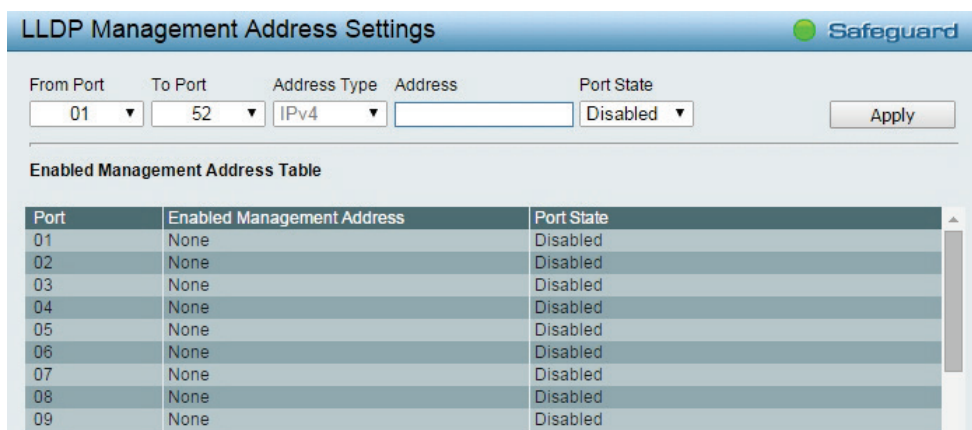 LLDP Management Address Settings Safeguard
From Port To Port Address Type Address Port State
01 52 IPv4 Disabled Apply
Enabled Management Address Table
Port Enabled Management Address Port State
01 None Disabled
02 None Disabled
03 None Disabled
04 None Disabled
05 None Disabled
06 None Disabled
07 None Disabled
08 None Disabled
09 None Disabled